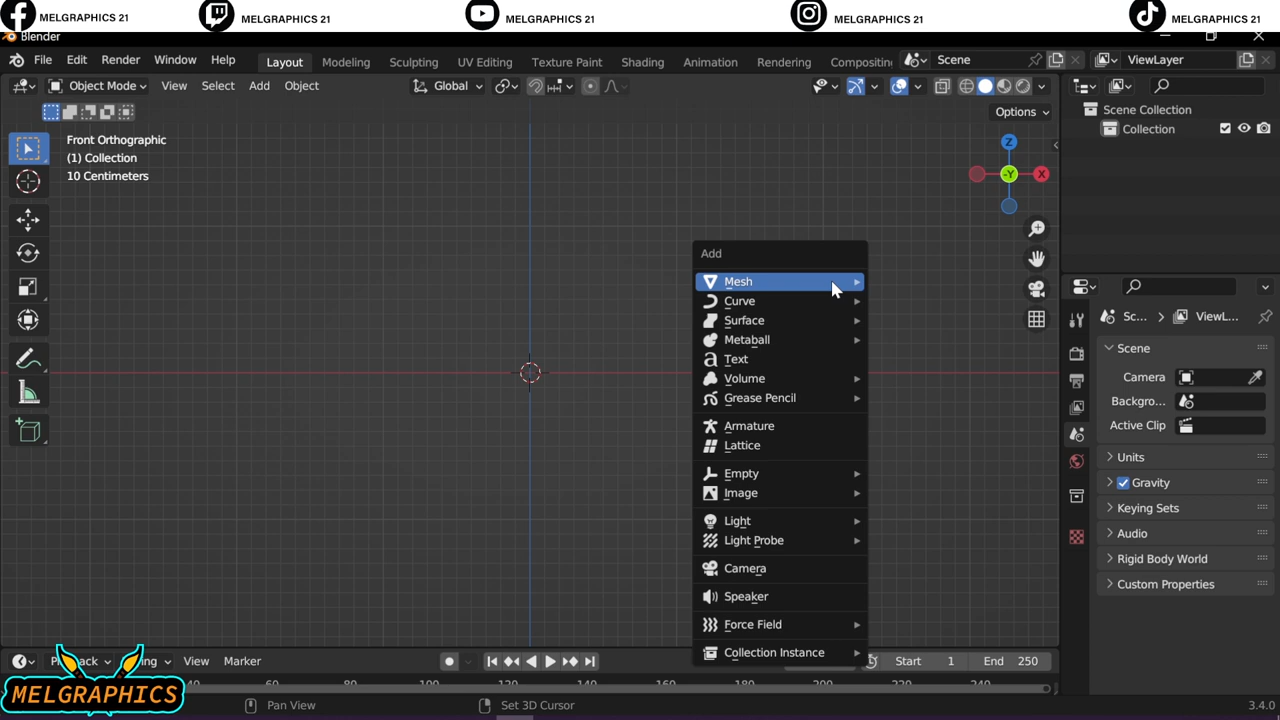 MELGRAPHICS 21 MELGRAPHICS 21 MELGRAPHICS 21 MELGRAPHICS 21 MELGRAPHICS 21
Blender
File Edit Render Window Help Layout Modeling Sculpting UV Editing Texture Paint Shading Animation Rendering Compositing Scene ViewLayer
Object Mode View Select Add Object Global
Options
Scene Collection
Collection
Front Orthographic
(1) Collection
10 Centimeters
Z
-Y
X
Add
Mesh
Curve
Surface
Metaball
Text
Volume
Grease Pencil
Armature
Lattice
Empty
Image
Light
Light Probe
Camera
Speaker
Force Field
Collection Instance
Sc... ViewL...
Scene
Camera
Backgro...
Active Clip
Units
Gravity
Keying Sets
Audio
Rigid Body World
Custom Properties
View Marker Start 1 End 250
60 80 100 120 140 160 180 200 220 240
MELGRAPHICS
Pan View Set 3D Cursor 3.4.0